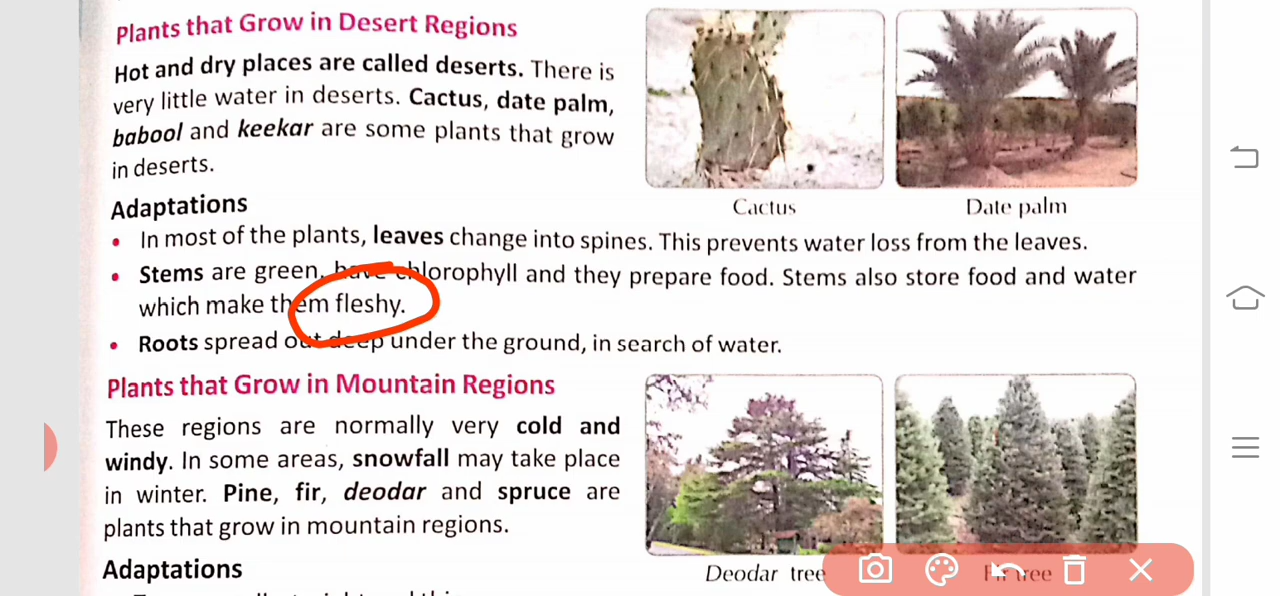 Plants that Grow in Desert Regions
Hot and dry places are called deserts. There is
very little water in deserts. Cactus, date palm,
babool and keekar are some plants that grow
in deserts.
Cactus
Date palm
Adaptations
• In most of the plants, leaves change into spines. This prevents water loss from the leaves.
• Stems are green, have chlorophyll and they prepare food. Stems also store food and water
which make them fleshy.
• Roots spread out deep under the ground, in search of water.
Plants that Grow in Mountain Regions
These regions are normally very cold and
windy. In some areas, snowfall may take place
in winter. Pine, fir, deodar and spruce are
plants that grow in mountain regions.
Deodar tree
Fir tree
Adaptations